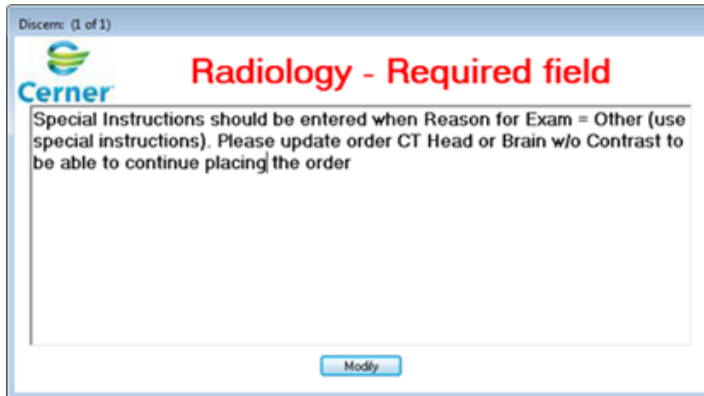 Discern: (1 of 1)
Cerner
Radiology - Required field
Special Instructions should be entered when Reason for Exam = Other (use
special instructions). Please update order CT Head or Brain w/o Contrast to
be able to continue placing the order
Modify